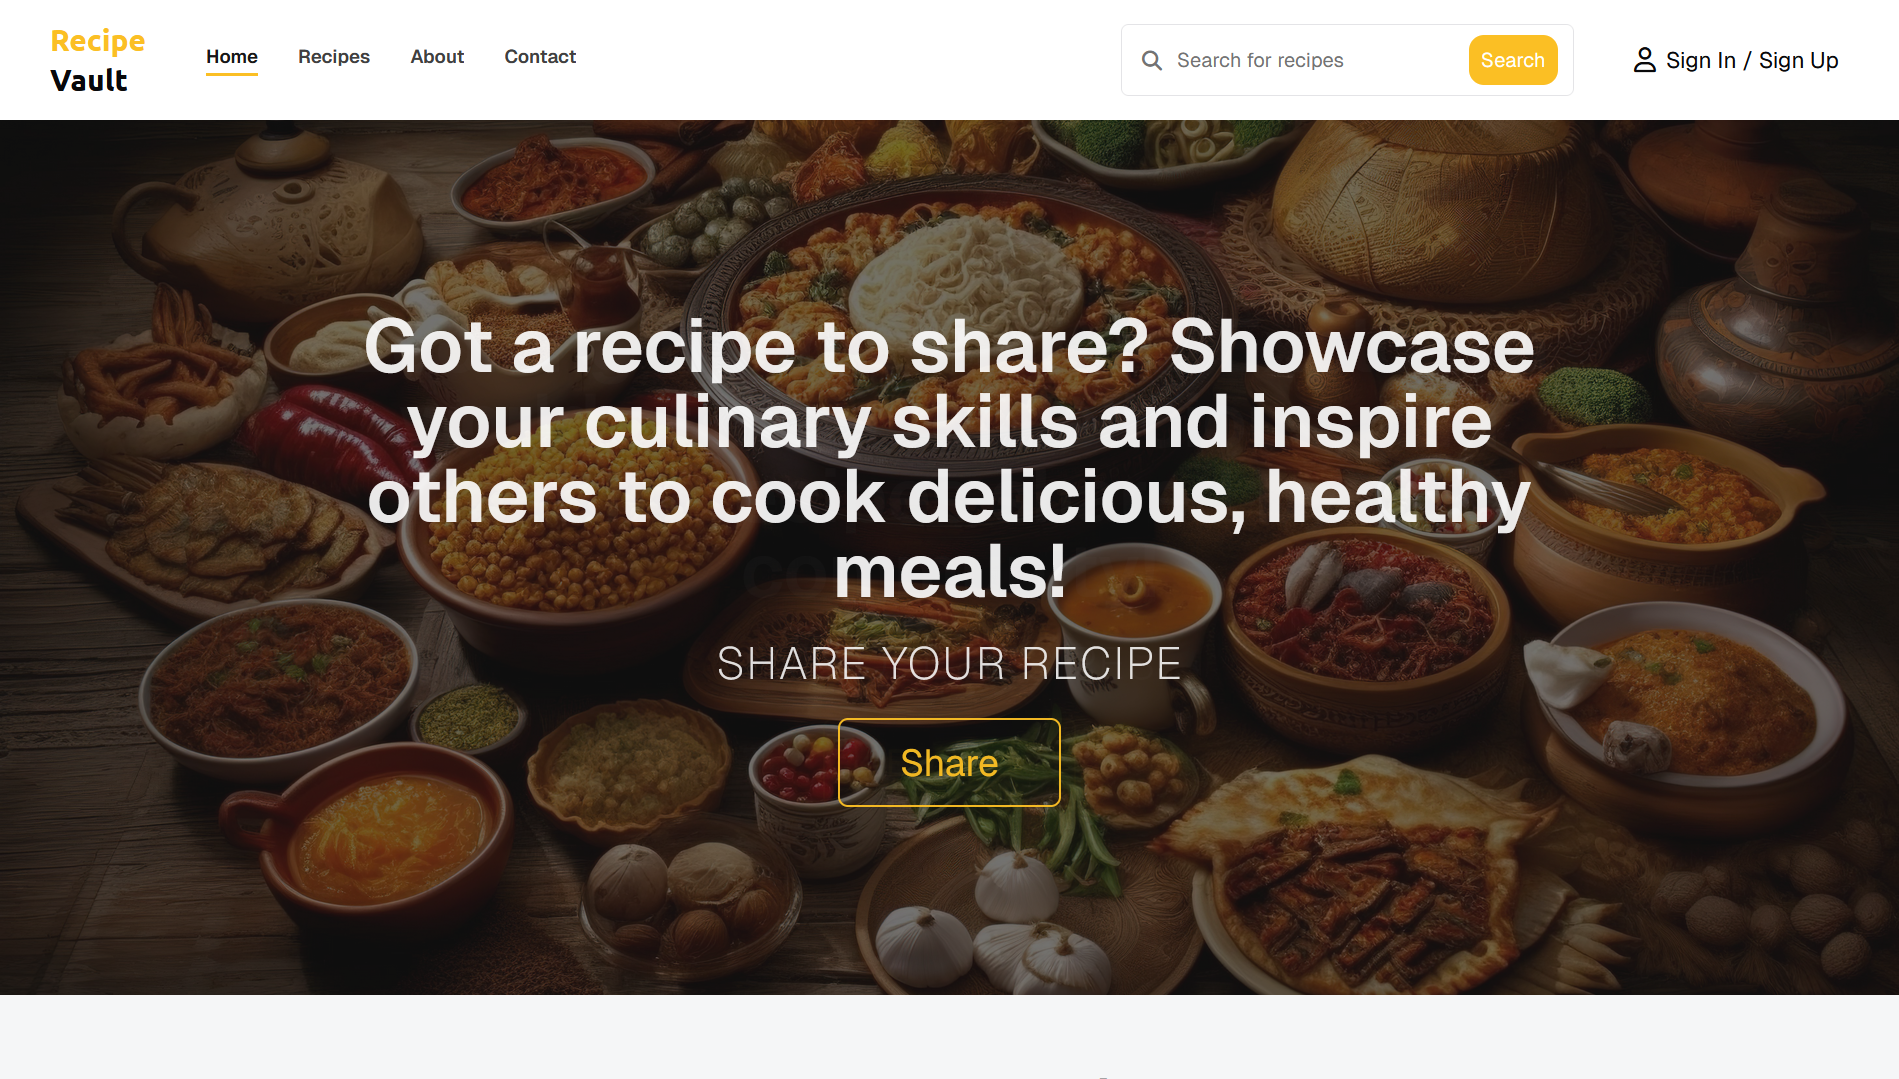 Recipe
Vault
Home
Recipes
About
Contact
Search for recipes
Search
Sign In / Sign Up
Got a recipe to share? Showcase
your culinary skills and inspire
others to cook delicious, healthy
meals!
SHARE YOUR RECIPE
Share